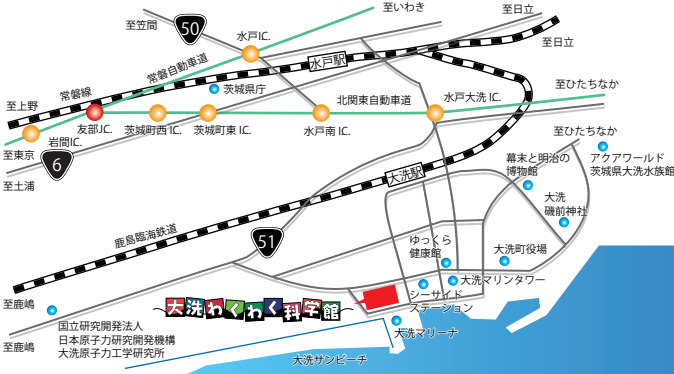 至笠間
50
至いわき
至日立
水戸IC.
至日立
水戸駅
常磐自動車道
茨城県庁
常磐線
至上野
友部JC.
茨城町西IC.
茨城町東IC.
水戸南IC.
北関東自動車道
水戸大洗IC.
至ひたちなか
岩間IC.
至東京
6
至土浦
至ひたちなか
幕末と明治の
博物館
アクアワールド
茨城県大洗水族館
大洗駅
大洗
磯前神社
鹿島臨海鉄道
51
ゆっくら
健康館
大洗町役場
大洗マリンタワー
シーサイド
ステーション
至鹿嶋
大洗わくわく科学館
大洗マリーナ
国立研究開発法人
日本原子力研究開発機構
大洗原子力工学研究所
至鹿嶋
大洗サンビーチ